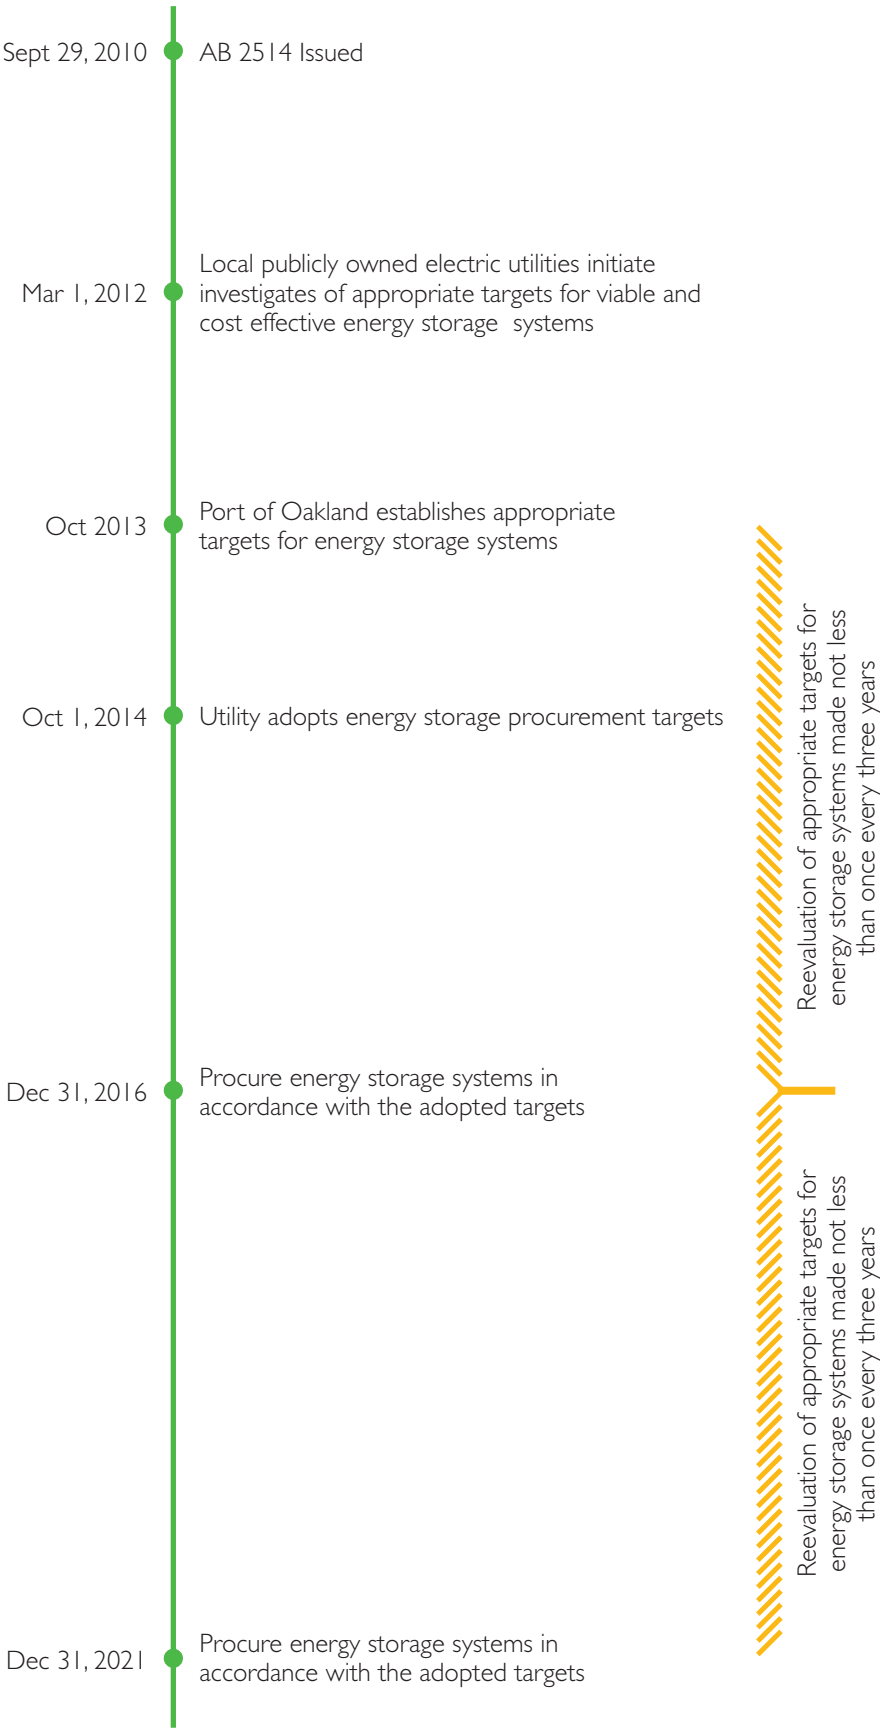 Sept 29, 2010
AB 2514 Issued
Mar 1, 2012
Local publicly owned electric utilities initiate
investigates of appropriate targets for viable and
cost effective energy storage systems
Oct 2013
Port of Oakland establishes appropriate
targets for energy storage systems
Oct 1, 2014
Utility adopts energy storage procurement targets
Reevaluation of appropriate targets for
energy storage systems made not less
than once every three years
Dec 31, 2016
Procure energy storage systems in
accordance with the adopted targets
Reevaluation of appropriate targets for
energy storage systems made not less
than once every three years
Dec 31, 2021
Procure energy storage systems in
accordance with the adopted targets